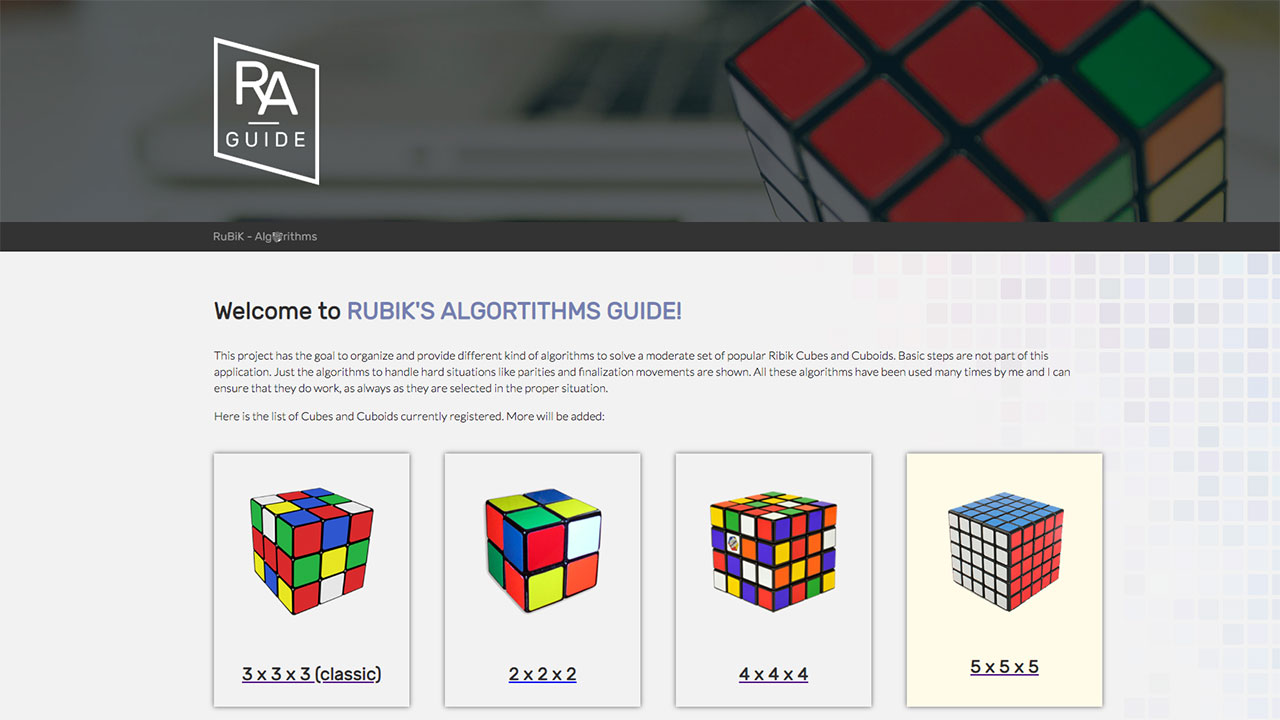 RA
GUIDE
RuBiK - Algorithms
Welcome to RUBIK'S ALGORTITHMS GUIDE!
This project has the goal to organize and provide different kind of algorithms to solve a moderate set of popular Ribik Cubes and Cuboids. Basic steps are not part of this
application. Just the algorithms to handle hard situations like parities and finalization movements are shown. All these algorithms have been used many times by me and I can
ensure that they do work, as always as they are selected in the proper situation.
Here is the list of Cubes and Cuboids currently registered. More will be added:
3 x 3 x 3 (classic)
2 x 2 x 2
4 x 4 x 4
5 x 5 x 5